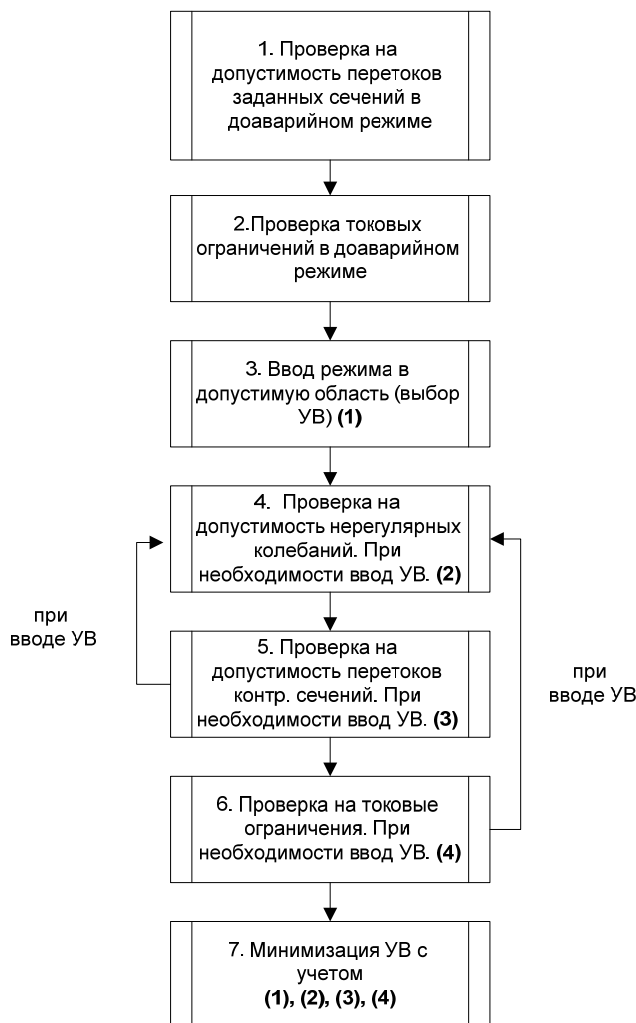 1. Проверка на
допустимость перетоков
заданных сечений в
доаварийном режиме
2.Проверка токовых
ограничений в доаварийном
режиме
3. Ввод режима в
допустимую область (выбор
УВ) (1)
4. Проверка на
допустимость нерегулярных
колебаний. При
необходимости ввод УВ. (2)
при
вводе УВ
5. Проверка на
допустимость перетоков
контр. сечений. При
необходимости ввод УВ. (3)
при
вводе УВ
6. Проверка на токовые
ограничения. При
необходимости ввод УВ. (4)
7. Минимизация УВ с
учетом
(1), (2), (3), (4)